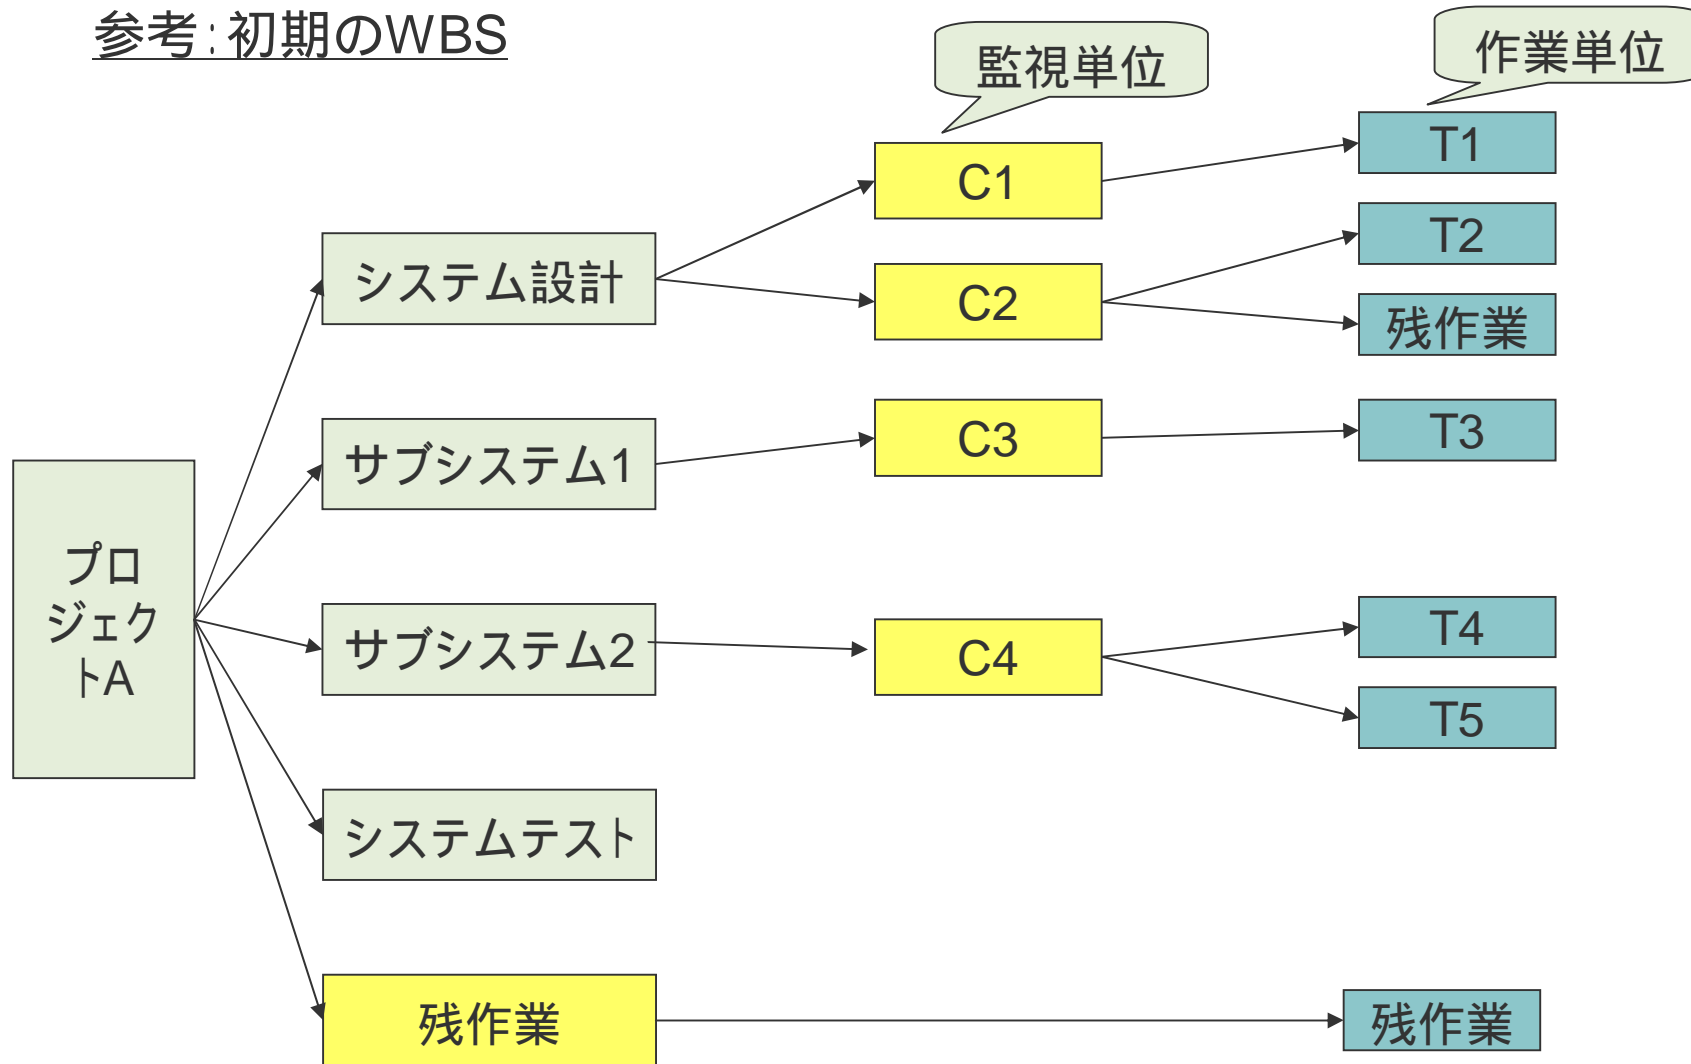 参考:初期のWBS
監視単位
作業単位
C1
T1
システム設計
C2
T2
残作業
サブシステム1
C3
T3
プロ
ジェク
トA
サブシステム2
C4
T4
T5
システムテスト
残作業
残作業